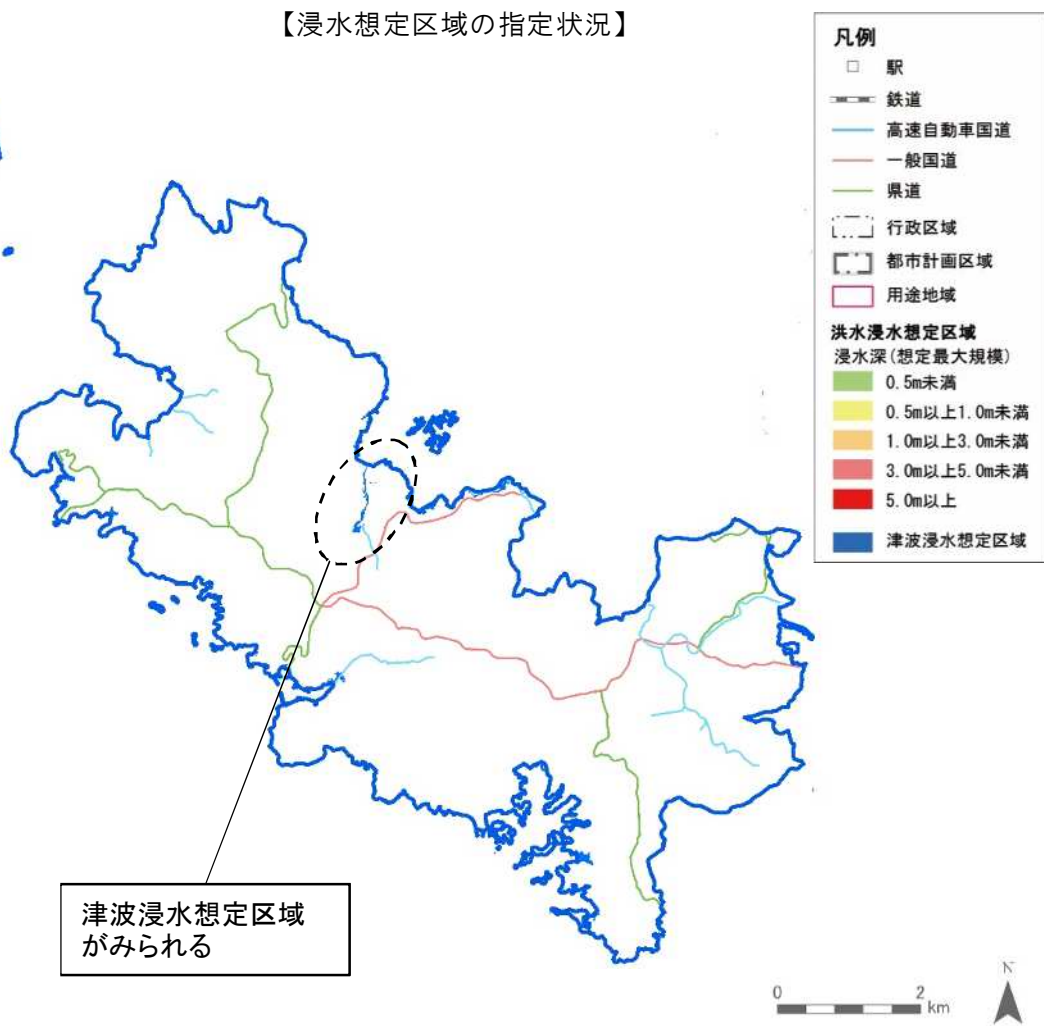 【浸水想定区域の指定状況】
凡例
駅
鉄道
高速自動車国道
一般国道
県道
行政区域
都市計画区域
用途地域
洪水浸水想定区域
浸水深(想定最大規模)
0.5m未満
0.5m以上1.0m未満
1.0m以上3.0m未満
3.0m以上5.0m未満
5.0m以上
津波浸水想定区域
津波浸水想定区域
がみられる
0 2
km
N